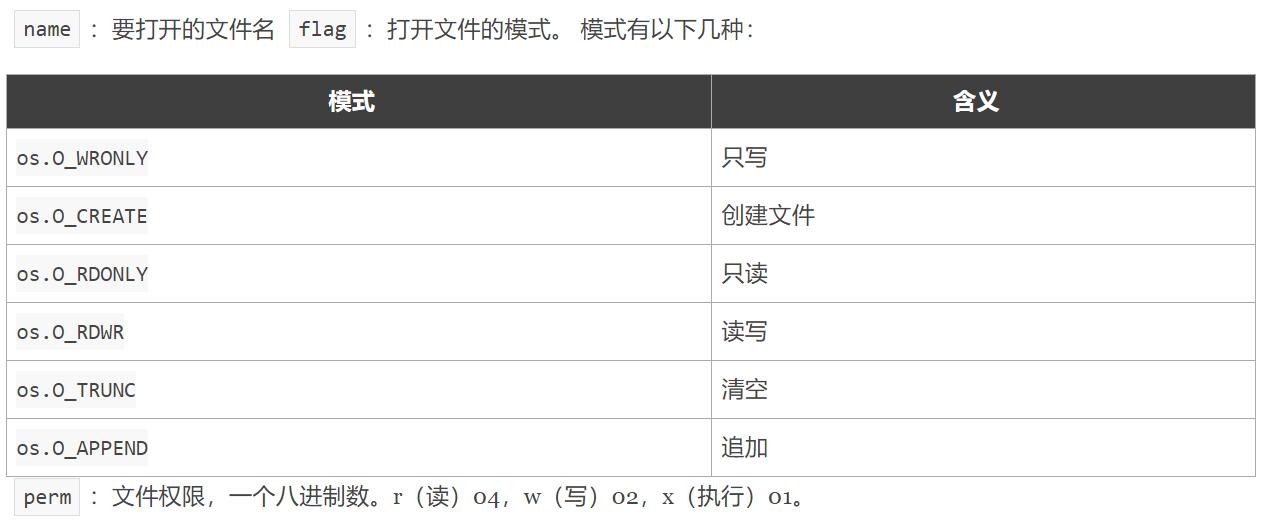 name ：要打开的文件名 flag ：打开文件的模式。 模式有以下几种：
模式 含义
os.O_WRONLY 只写
os.O_CREATE 创建文件
os.O_RDONLY 只读
os.O_RDWR 读写
os.O_TRUNC 清空
os.O_APPEND 追加
perm ：文件权限，一个八进制数。r（读）04，w（写）02，x（执行）01。